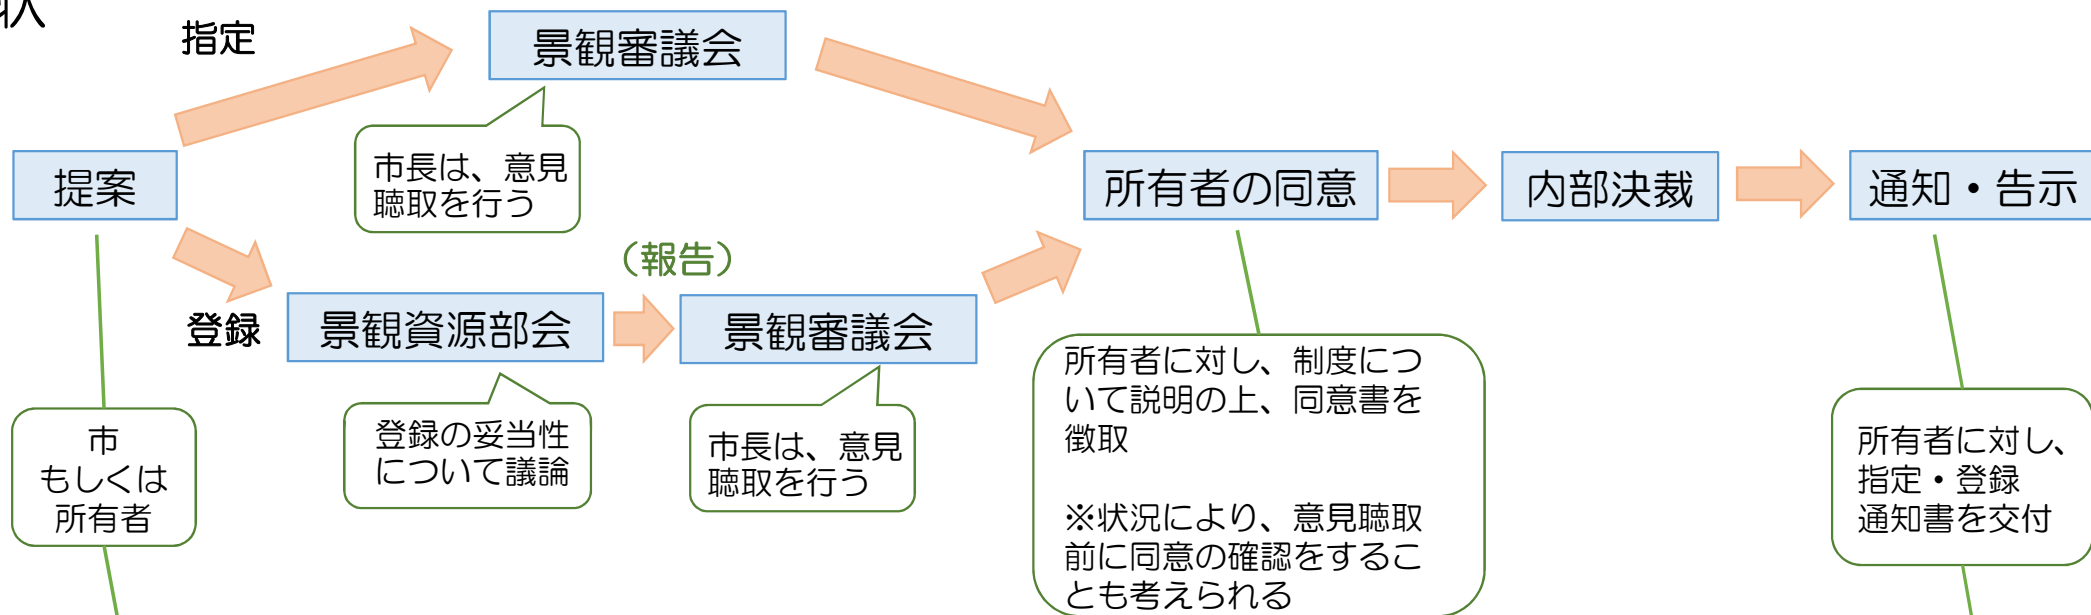 状
指定
景観審議会
市長は、意見
聴取を行う
提案
所有者の同意
内部決裁
通知・告示
（報告）
登録
景観資源部会
景観審議会
市
もしくは
所有者
登録の妥当性
について議論
市長は、意見
聴取を行う
所有者に対し、制度につ
いて説明の上、同意書を
徴取
※状況により、意見聴取
前に同意の確認をするこ
とも考えられる
所有者に対し、
指定・登録
通知書を交付